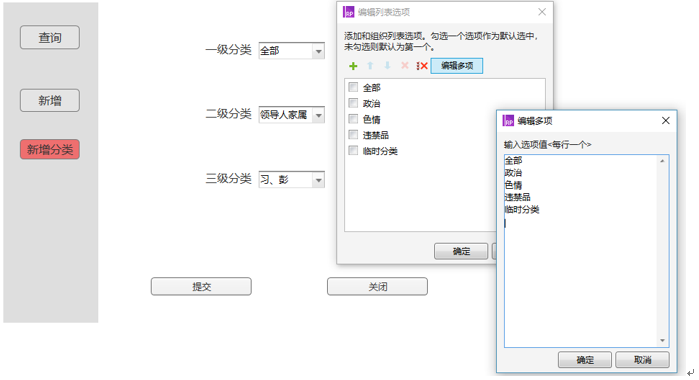 查询
新增
新增分类
一级分类 全部
二级分类 领导人家属
三级分类 习、彭
提交
关闭
RP 编辑列表选项
添加和组织列表选项。勾选一个选项作为默认选中,
未勾选则默认为第一个。
编辑多项
全部
政治
色情
违禁品
临时分类
确定
RP 编辑多项
输入选项值<每行一个>
全部
政治
色情
违禁品
临时分类
确定
取消